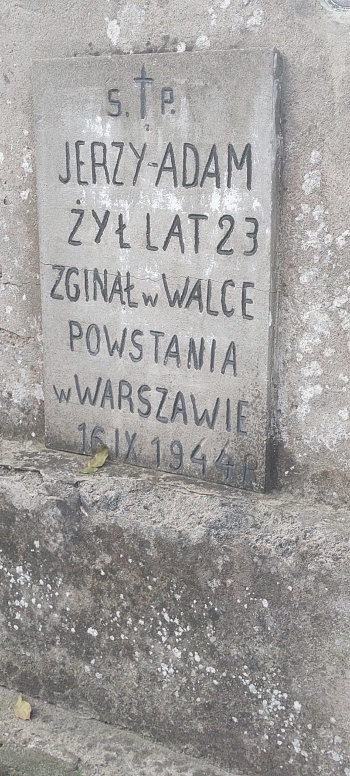 Ś.†P.
JERZY-ADAM
ŻYŁ LAT 23
ZGINĄŁ w WALCE
POWSTANIA
w WARSZAWIE
16 IX 1944 R